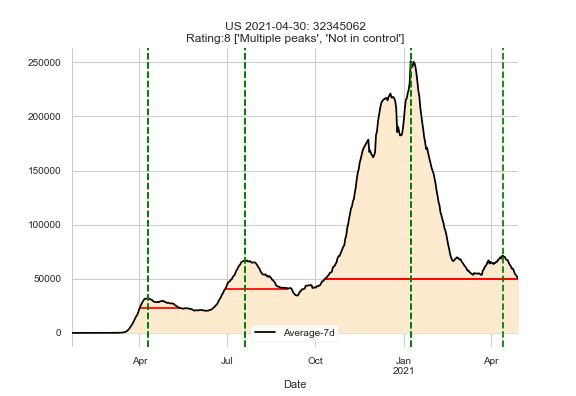 US 2021-04-30: 32345062
Rating:8 ['Multiple peaks', 'Not in control']
250000
200000
150000
100000
50000
0
Average-7d
Apr Jul Oct Jan Apr
2021
Date